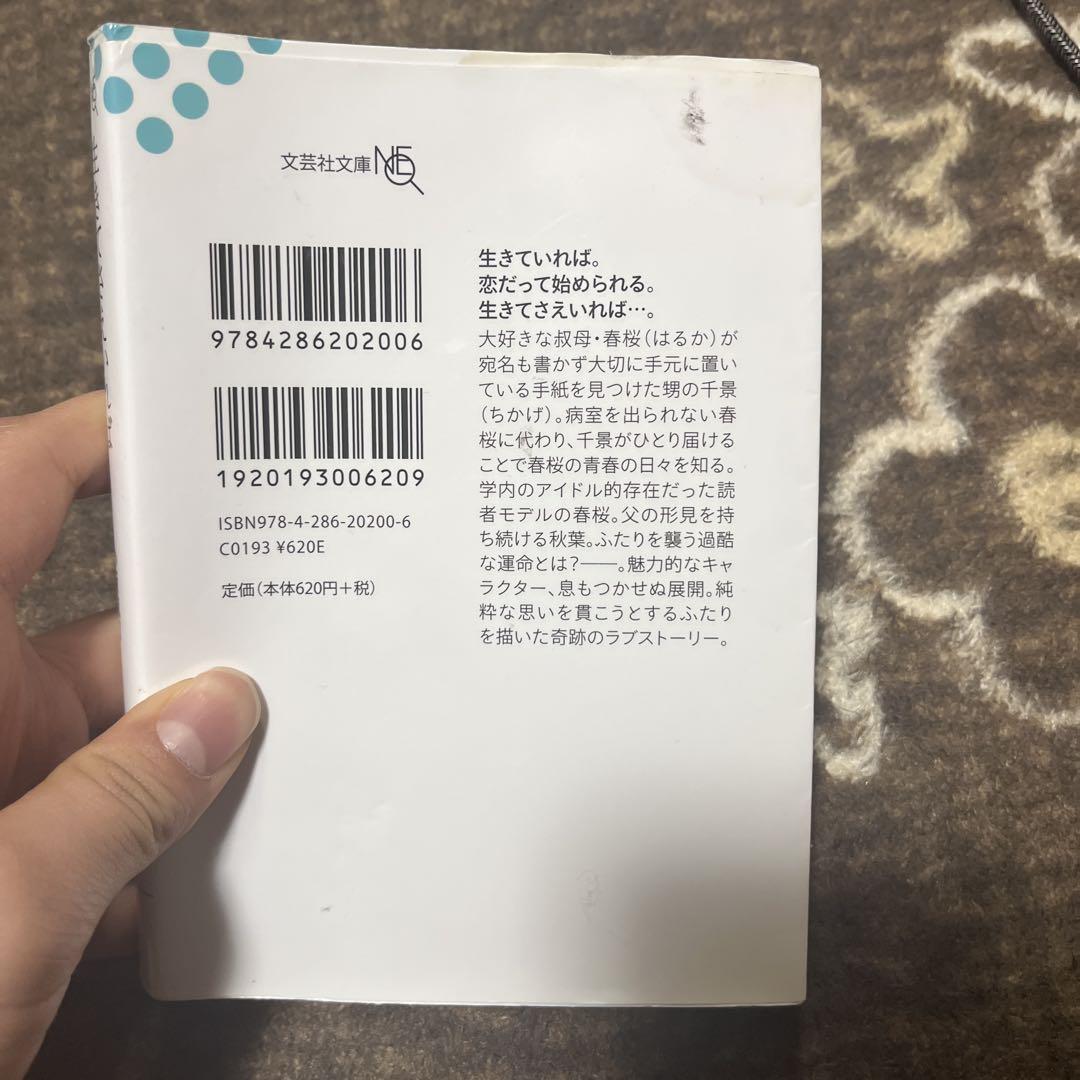 文芸社文庫 NEO
9784286202006
1920193006209
ISBN978-4-286-20200-6
C0193 ¥620E
定価（本体620円＋税）
生きていれば。
恋だって始められる。
生きてさえいれば…。
大好きな叔母・春桜（はるか）が
宛名も書かず大切に手元に置い
ている手紙を見つけた甥の千景
（ちかげ）。病室を出られない春
桜に代わり、千景がひとり届ける
ことで春桜の青春の日々を知る。
学内のアイドル的存在だった読
者モデルの春桜。父の形見を持
ち続ける秋葉。ふたりを襲う過酷
な運命とは？――。魅力的なキャ
ラクター、息もつかせぬ展開。純
粋な思いを貫こうとするふたり
を描いた奇跡のラブストーリー。